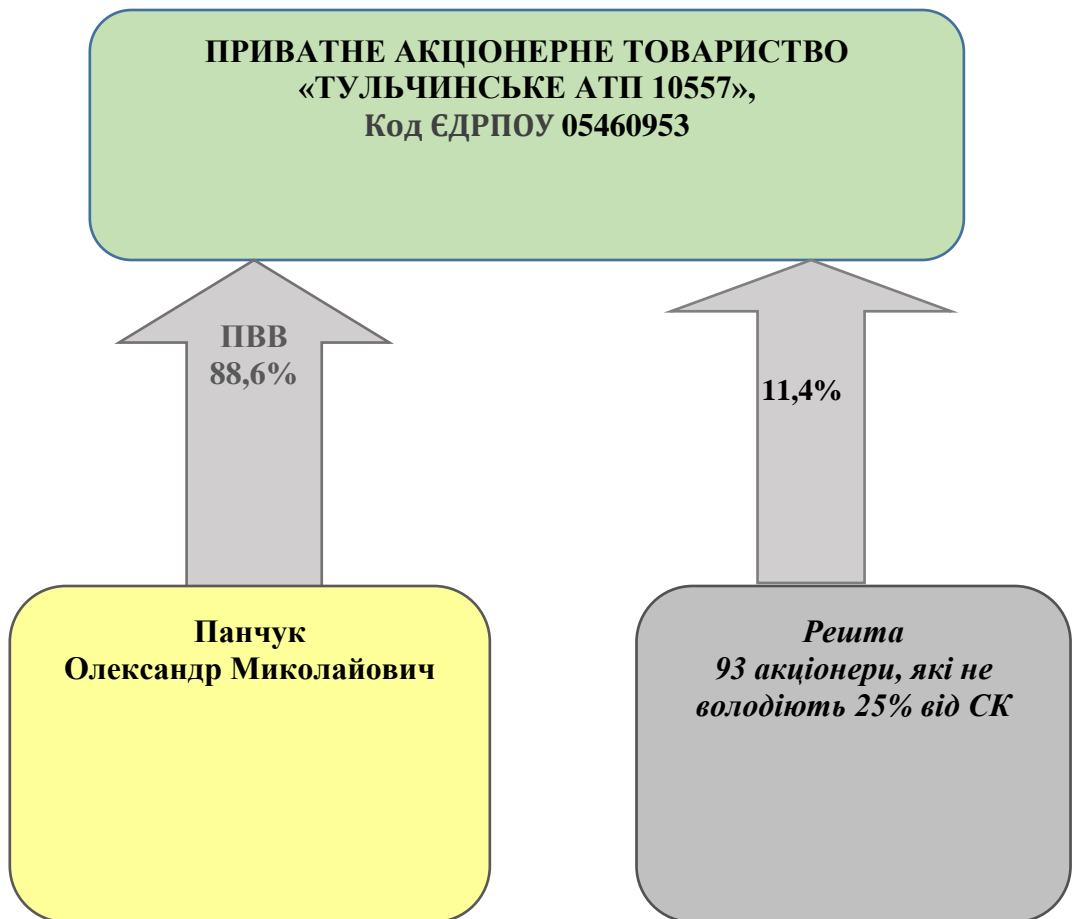 ПРИВАТНЕ АКЦІОНЕРНЕ ТОВАРИСТВО
«ТУЛЬЧИНСЬКЕ АТП 10557»,
Код ЄДРПОУ 05460953
ПВВ
88,6%
11,4%
Панчук
Олександр Миколайович
Решта
93 акціонери, які не
володіють 25% від СК